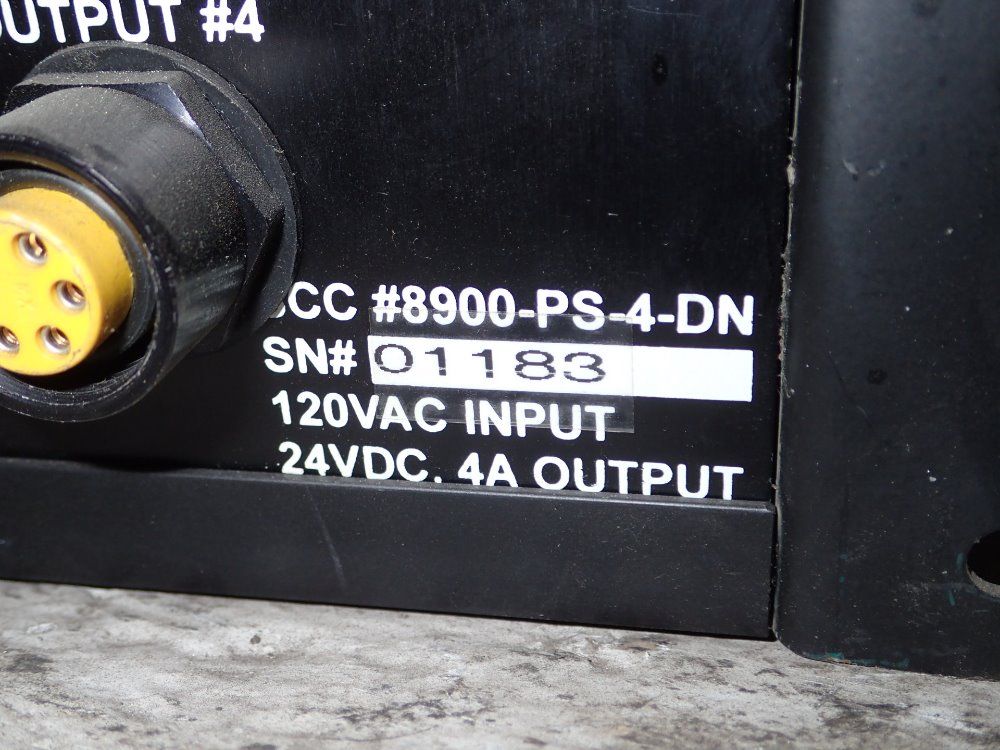 OUTPUT #4
#8900-PS-4-DN
SN# 01183
120VAC INPUT
24VDC, 4A OUTPUT